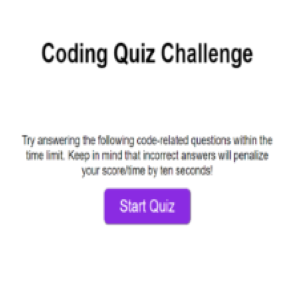 Coding Quiz Challenge
Try answering the following code-related questions within the
time limit. Keep in mind that incorrect answers will penalize
your score/time by ten seconds!
Start Quiz